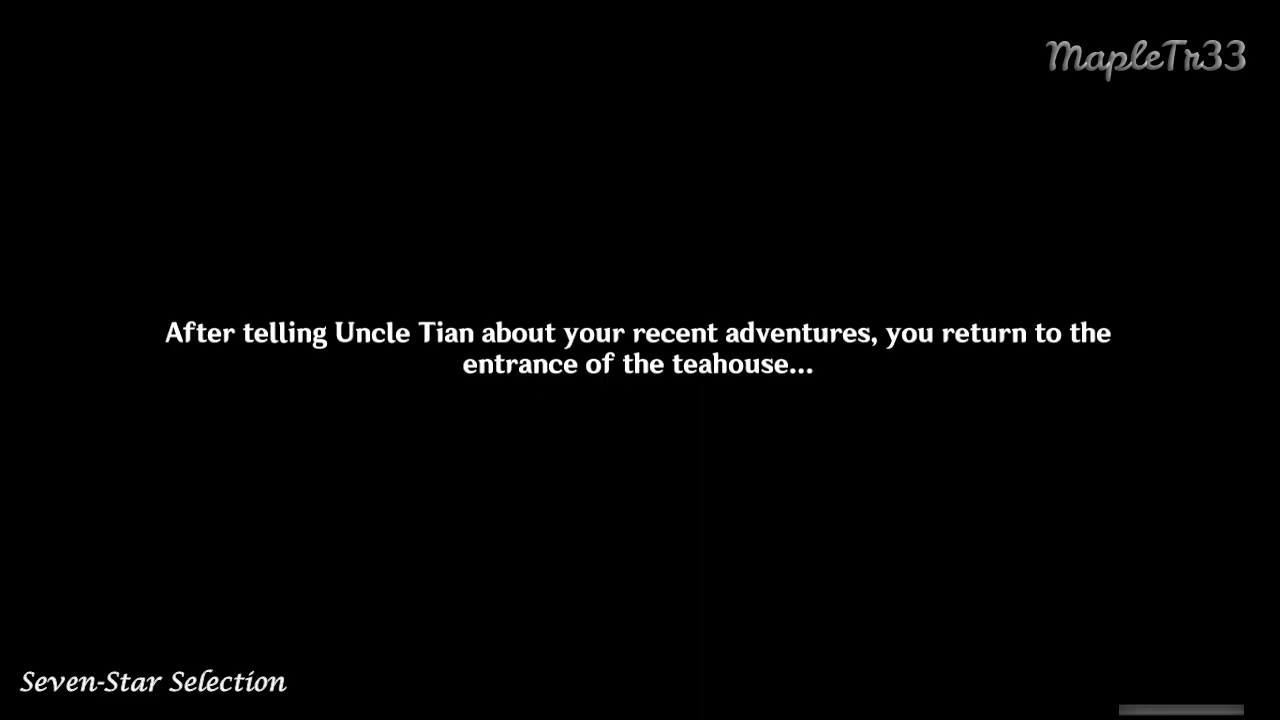 MapleTr33
After telling Uncle Tian about your recent adventures, you return to the
entrance of the teahouse...
Seven-Star Selection